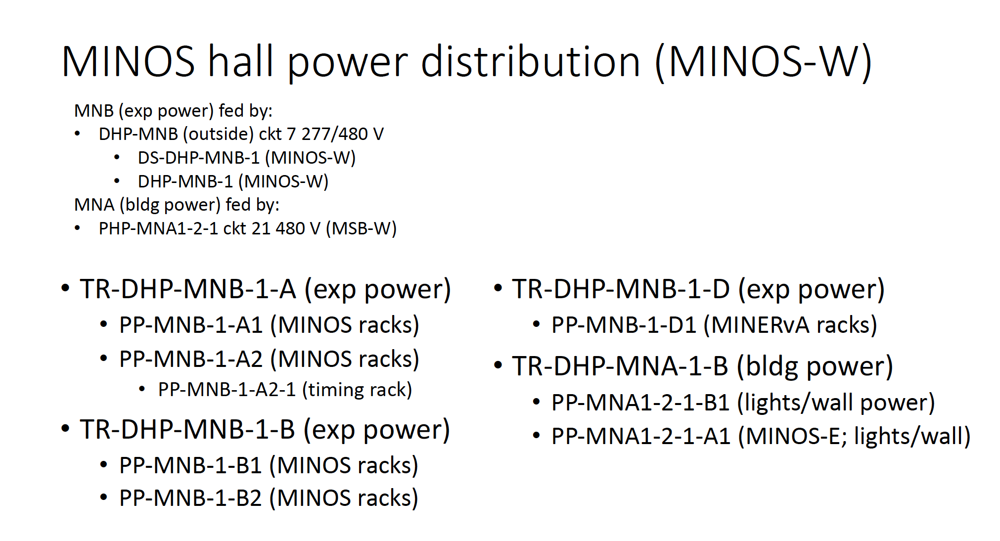 MINOS hall power distribution (MINOS-W)
MNB (exp power) fed by:
• DHP-MNB (outside) ckt 7 277/480 V
• DS-DHP-MNB-1 (MINOS-W)
• DHP-MNB-1 (MINOS-W)
MNA (bldg power) fed by:
• PHP-MNA1-2-1 ckt 21 480 V (MSB-W)
• TR-DHP-MNB-1-A (exp power)
• PP-MNB-1-A1 (MINOS racks)
• PP-MNB-1-A2 (MINOS racks)
• PP-MNB-1-A2-1 (timing rack)
• TR-DHP-MNB-1-B (exp power)
• PP-MNB-1-B1 (MINOS racks)
• PP-MNB-1-B2 (MINOS racks)
• TR-DHP-MNB-1-D (exp power)
• PP-MNB-1-D1 (MINERvA racks)
• TR-DHP-MNA-1-B (bldg power)
• PP-MNA1-2-1-B1 (lights/wall power)
• PP-MNA1-2-1-A1 (MINOS-E; lights/wall)